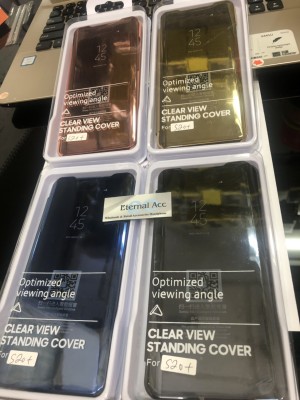 12
45
Optimized
viewing angle
CLEAR VIEW
STANDING COVER
For S20+
12
45
Optimized
viewing angle
CLEAR VIEW
STANDING COVER
For S20+
Eternal Acc
12
45
Optimized
viewing angle
CLEAR VIEW
STANDING COVER
For S20+
12
45
Optimized
viewing angle
CLEAR VIEW
STANDING COVER
For S20+